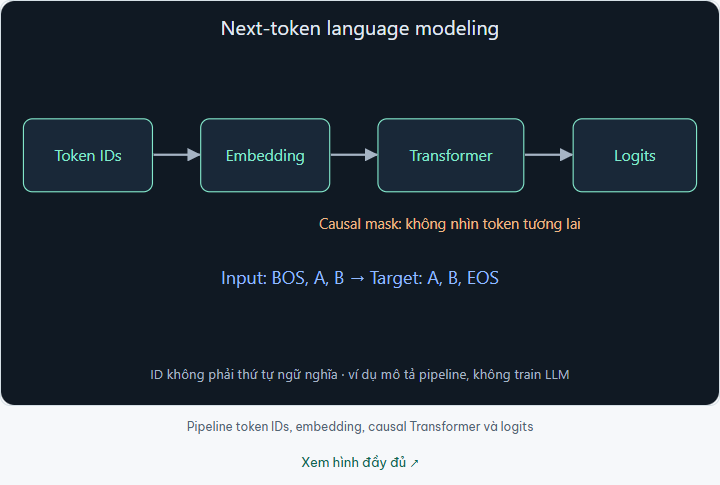 Next-token language modeling
Token IDs
Embedding
Transformer
Logits
Causal mask: không nhìn token tương lai
Input: BOS, A, B → Target: A, B, EOS
ID không phải thứ tự ngữ nghĩa · ví dụ mô tả pipeline, không train LLM
Pipeline token IDs, embedding, causal Transformer và logits
Xem hình đầy đủ ↗